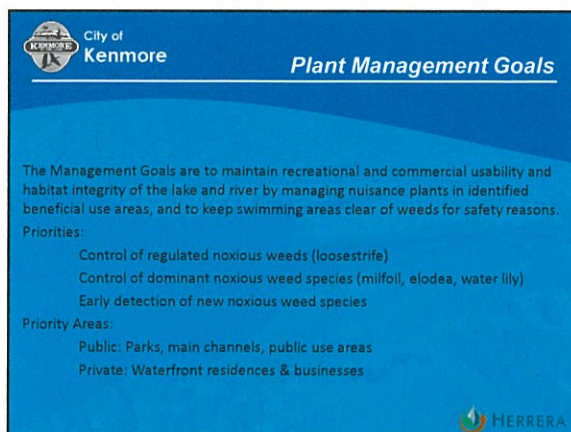 City of
Kenmore
KENMORE
Plant Management Goals
The Management Goals are to maintain recreational and commercial usability and
habitat integrity of the lake and river by managing nuisance plants in identified
beneficial use areas, and to keep swimming areas clear of weeds for safety reasons.
Priorities:
Control of regulated noxious weeds (loosestrife)
Control of dominant noxious weed species (milfoil, elodea, water lily)
Early detection of new noxious weed species
Priority Areas:
Public: Parks, main channels, public use areas
Private: Waterfront residences & businesses
HERRERA